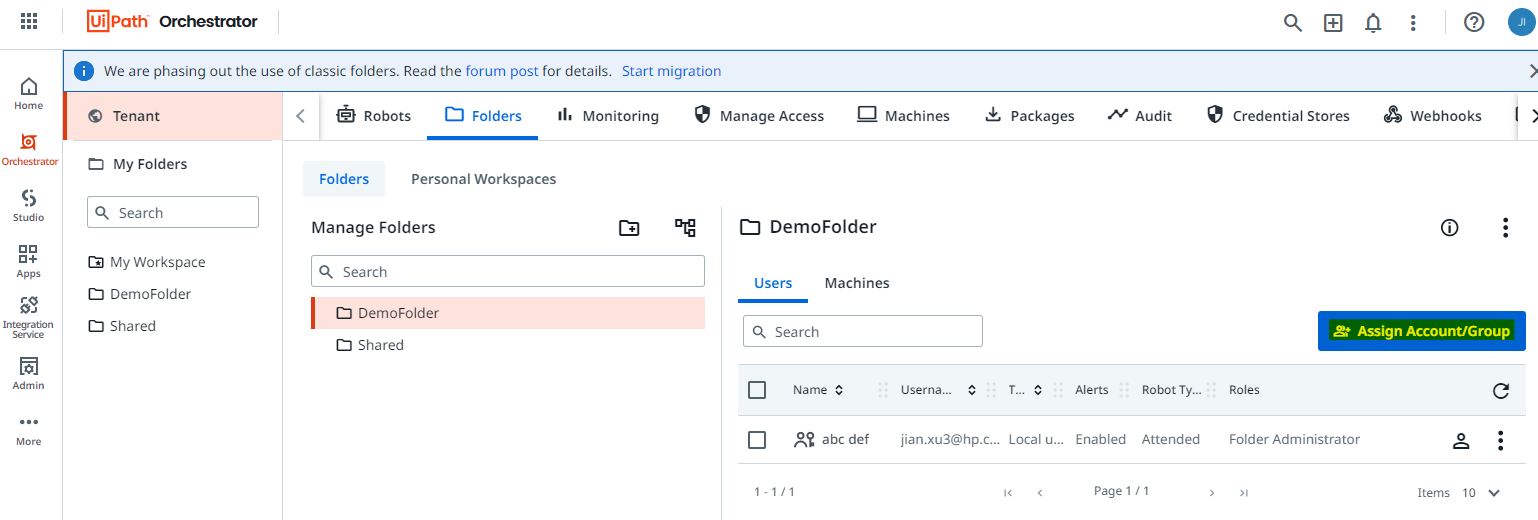 UiPath Orchestrator
JI
We are phasing out the use of classic folders. Read the forum post for details. Start migration
Home
Orchestrator
Studio
Apps
Integration
Service
Admin
More
Tenant
My Folders
Search
My Workspace
DemoFolder
Shared
Robots Folders Monitoring Manage Access Machines Packages Audit Credential Stores Webhooks
Folders Personal Workspaces
Manage Folders
Search
DemoFolder
Shared
DemoFolder
Users Machines
Search
Assign Account/Group
Name Userna... T... Alerts Robot Ty... Roles
abc def jian.xu3@hp.c... Local u... Enabled Attended Folder Administrator
1 - 1 / 1 Page 1 / 1 Items 10